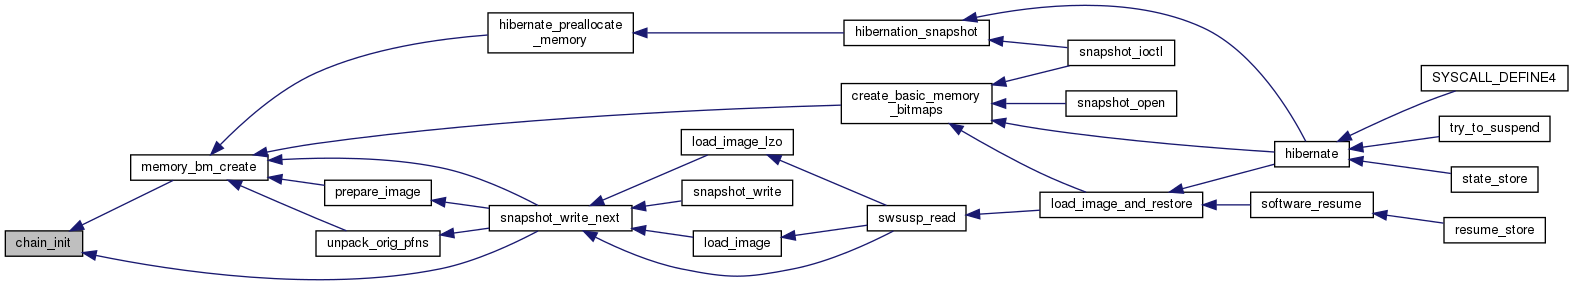 chain_init
memory_bm_create
hibernate_preallocate
_memory
prepare_image
unpack_orig_pfns
snapshot_write_next
load_image_lzo
snapshot_write
load_image
hibernation_snapshot
create_basic_memory
_bitmaps
swsusp_read
snapshot_ioctl
snapshot_open
load_image_and_restore
hibernate
software_resume
SYSCALL_DEFINE4
try_to_suspend
state_store
resume_store